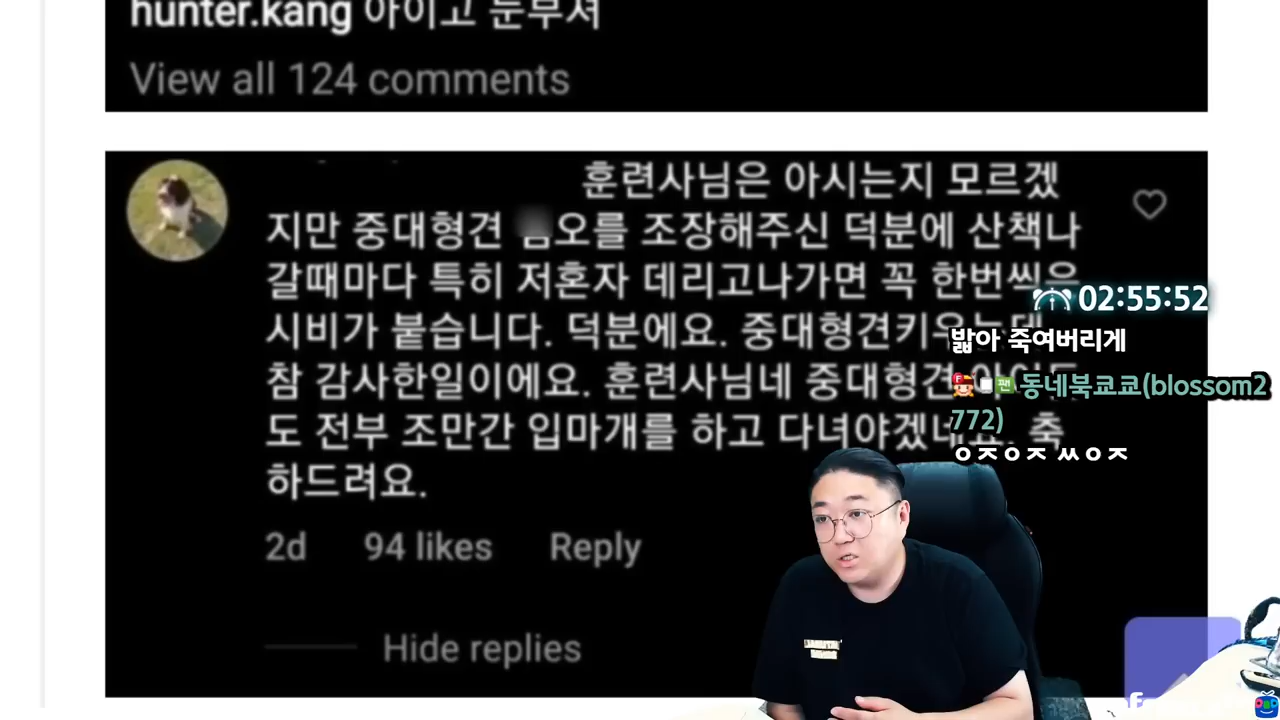 hunter.kang 아이고 눈부셔
View all 124 comments
훈련사님은 아시는지 모르겠
지만 중대형견 오를 조장해주신 덕분에 산책나
갈때마다 특히 저혼자 데리고나가면 꼭 한번씩은
시비가 붙습니다. 덕분에요. 중대형견키우는데
참 감사한일이에요. 훈련사님네 중대형견
도 전부 조만간 입마개를 하고 다녀야겠네요. 축
하드려요.
2d 94 likes Reply
Hide replies
02:55:52
밟아 죽여버리게
동네북쿄쿄(blossom2
772)
ㅇㅈㅇㅈ ㅆㅇㅈ